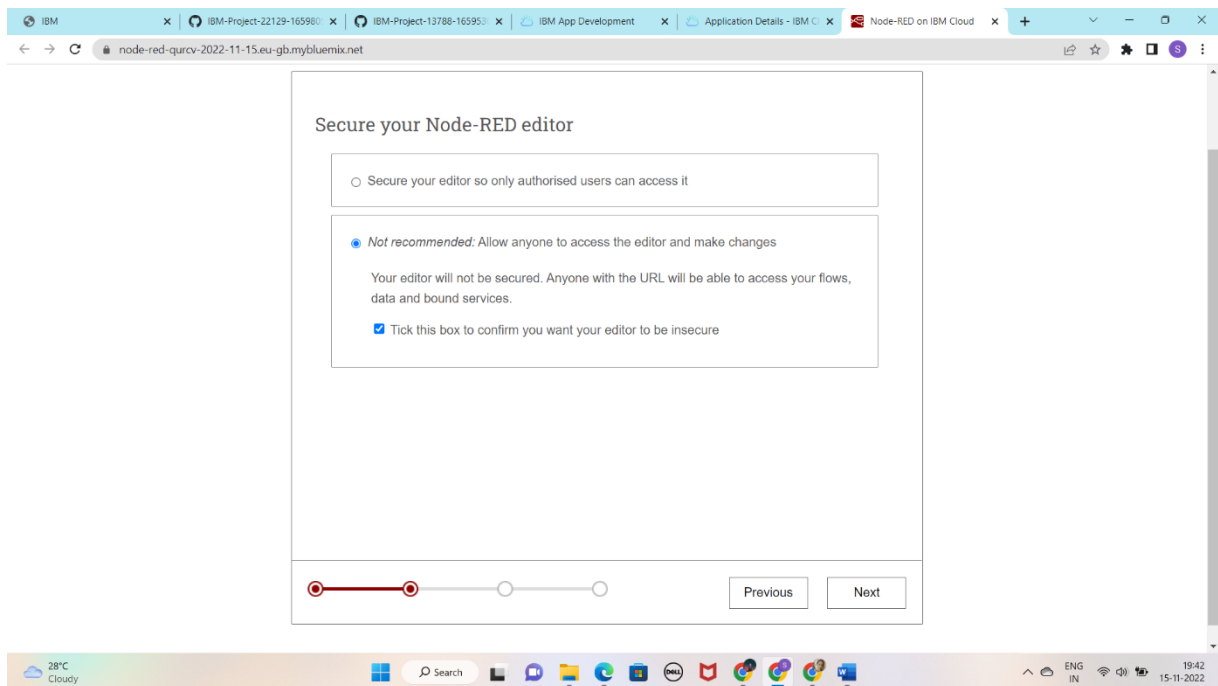 IBM
IBM-Project-22129-165980
IBM-Project-13788-165953
IBM App Development
Application Details - IBM C
Node-RED on IBM Cloud
node-red-qurcv-2022-11-15.eu-gb.mybluemix.net
S
Secure your Node-RED editor
Secure your editor so only authorised users can access it
Not recommended: Allow anyone to access the editor and make changes
Your editor will not be secured. Anyone with the URL will be able to access your flows,
data and bound services.
Tick this box to confirm you want your editor to be insecure
Previous
Next
28°C
Cloudy
Search
DELL
W
ENG
IN
19:42
15-11-2022